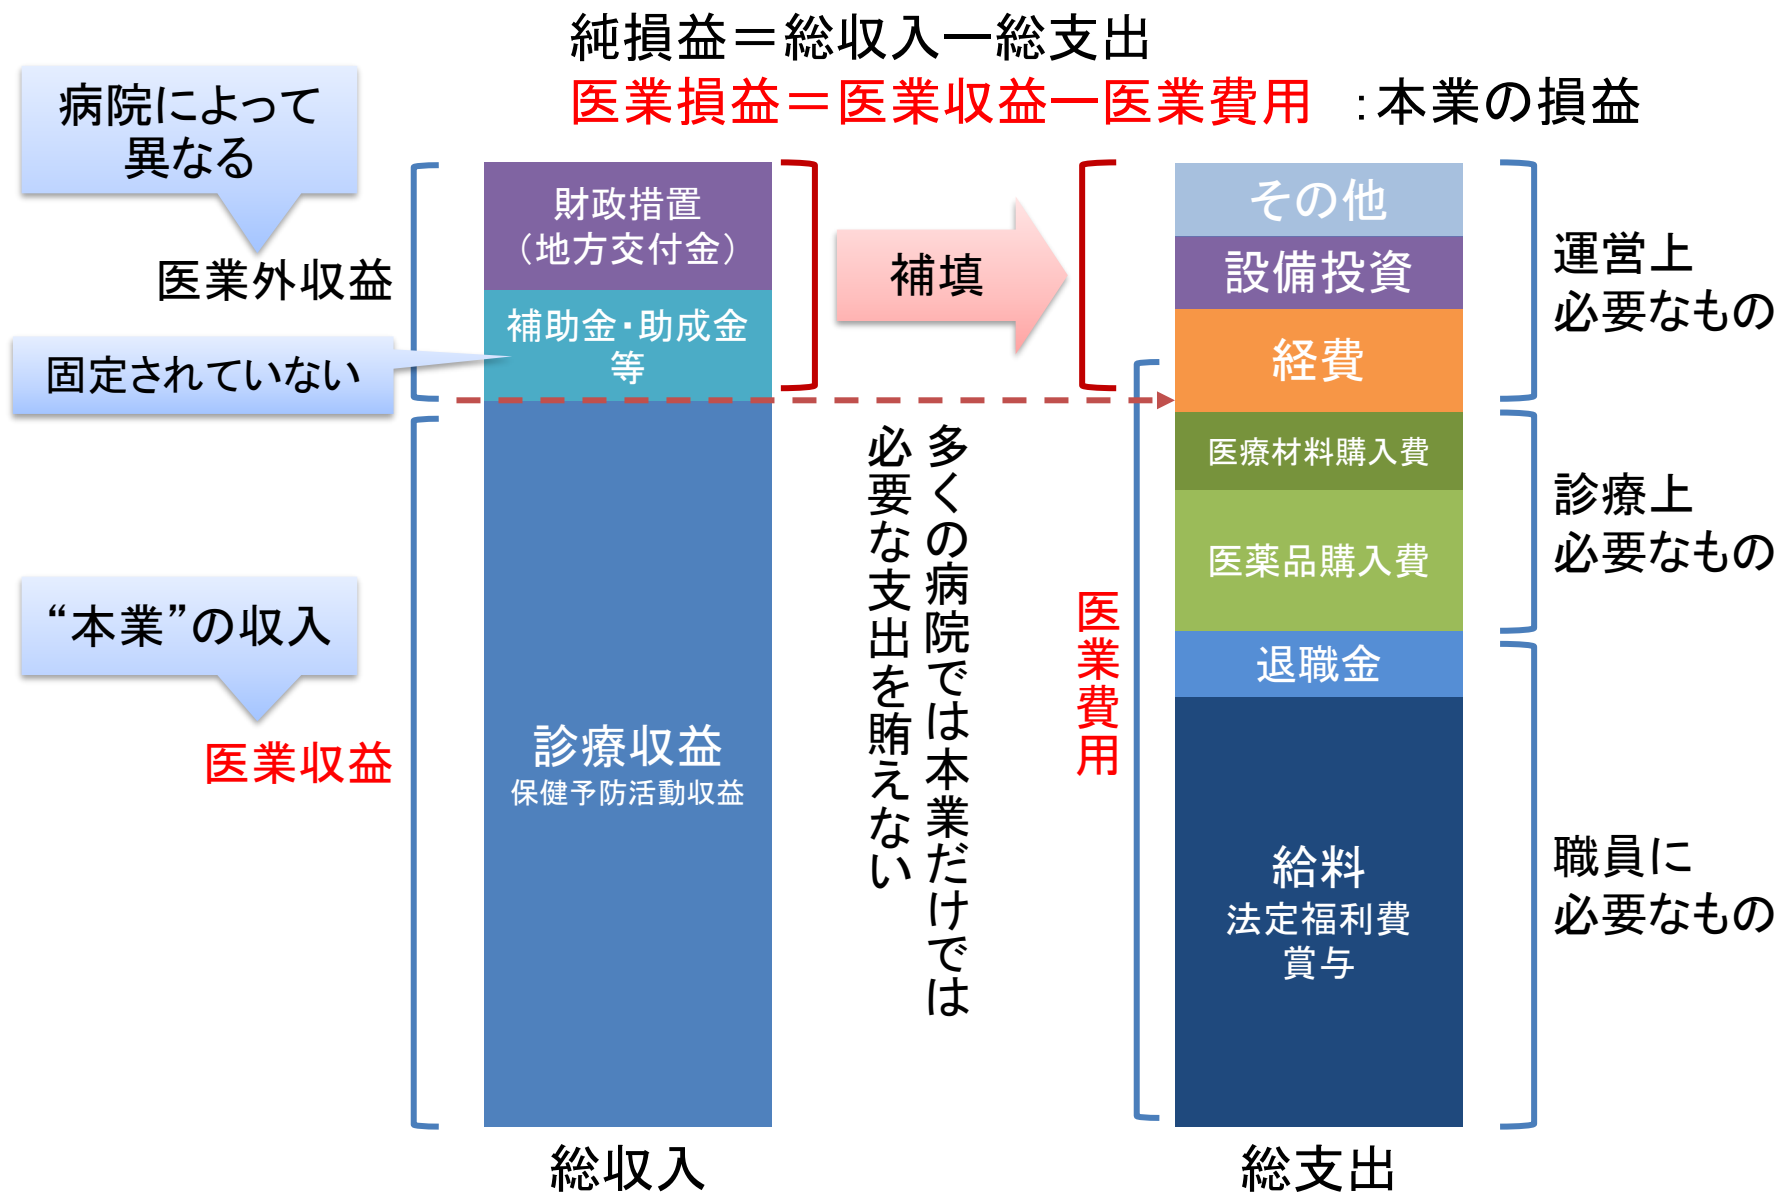 純損益＝総収入ー総支出
医業損益＝医業収益ー医業費用　：本業の損益
病院によって
異なる
医業外収益
固定されていない
“本業”の収入
医業収益
財政措置
（地方交付金）
補助金・助成金
等
診療収益
保健予防活動収益
総収入
補填
多くの病院では本業だけでは
必要な支出を賄えない
医業費用
その他
設備投資
経費
医療材料購入費
医薬品購入費
退職金
給料
法定福利費
賞与
総支出
運営上
必要なもの
診療上
必要なもの
職員に
必要なもの